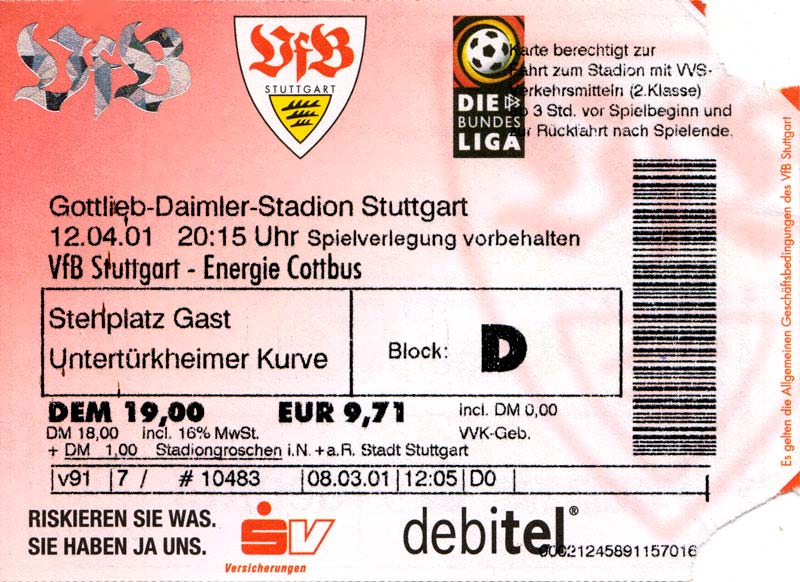 VfB
VfB
STUTTGART
DIE
BUNDES
LIGA
Karte berechtigt zur
Fahrt zum Stadion mit VVS-
Verkehrsmitteln (2.Klasse)
3 Std. vor Spielbeginn und
zur Rückfahrt nach Spielende.
Gottlieb-Daimler-Stadion Stuttgart
12.04.01 20:15 Uhr Spielverlegung vorbehalten
VfB Stuttgart - Energie Cottbus
Stehplatz Gast
Untertürkheimer Kurve
Block: D
DEM 19,00 EUR 9,71 incl. DM 0,00
DM 18,00 incl. 16% MwSt. VVK-Geb.
+ DM 1,00 Stadiongroschen i.N.+a.R. Stadt Stuttgart
v91 7 / # 10483 08.03.01 12:05 D0
RISKIEREN SIE WAS.
SIE HABEN JA UNS.
SV
Versicherungen
debitel®
00021245891157016
Es gelten die Allgemeinen Geschäftsbedingungen des VfB Stuttgart